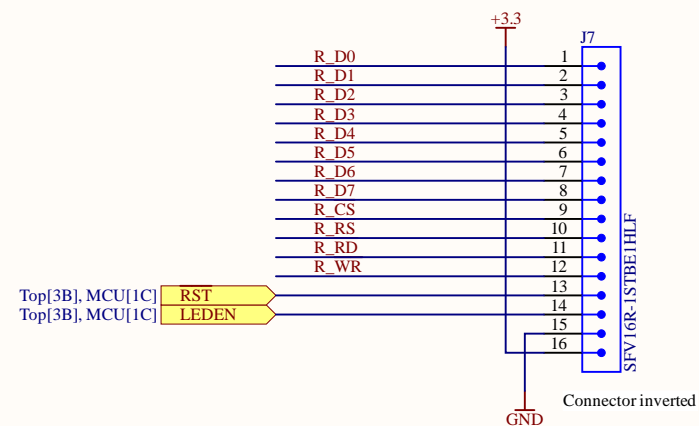 +3.3
J7
R_D0 1
R_D1 2
R_D2 3
R_D3 4
R_D4 5
R_D5 6
R_D6 7
R_D7 8
R_CS 9
R_RS 10
R_RD 11
R_WR 12
Top[3B], MCU[1C] RST 13
Top[3B], MCU[1C] LEDEN 14
15
16
SFV16R-1STBE1HLF
Connector inverted
GND